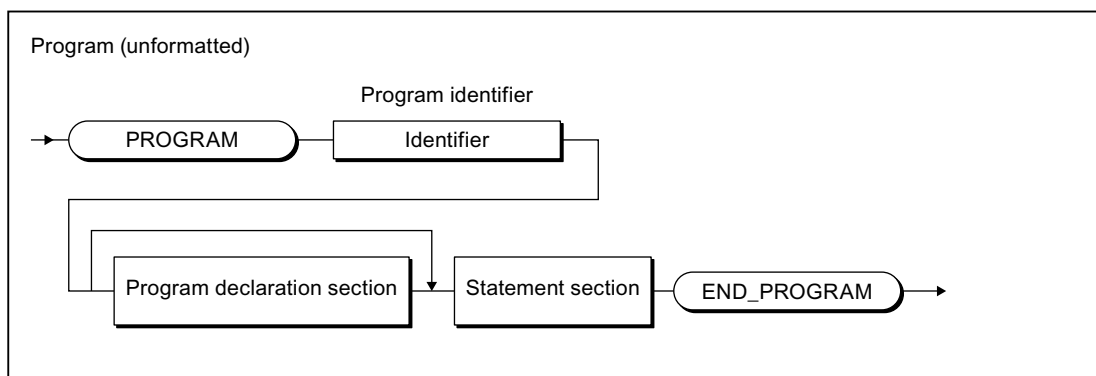 Program (unformatted)
Program identifier
PROGRAM
Identifier
Program declaration section
Statement section
END_PROGRAM